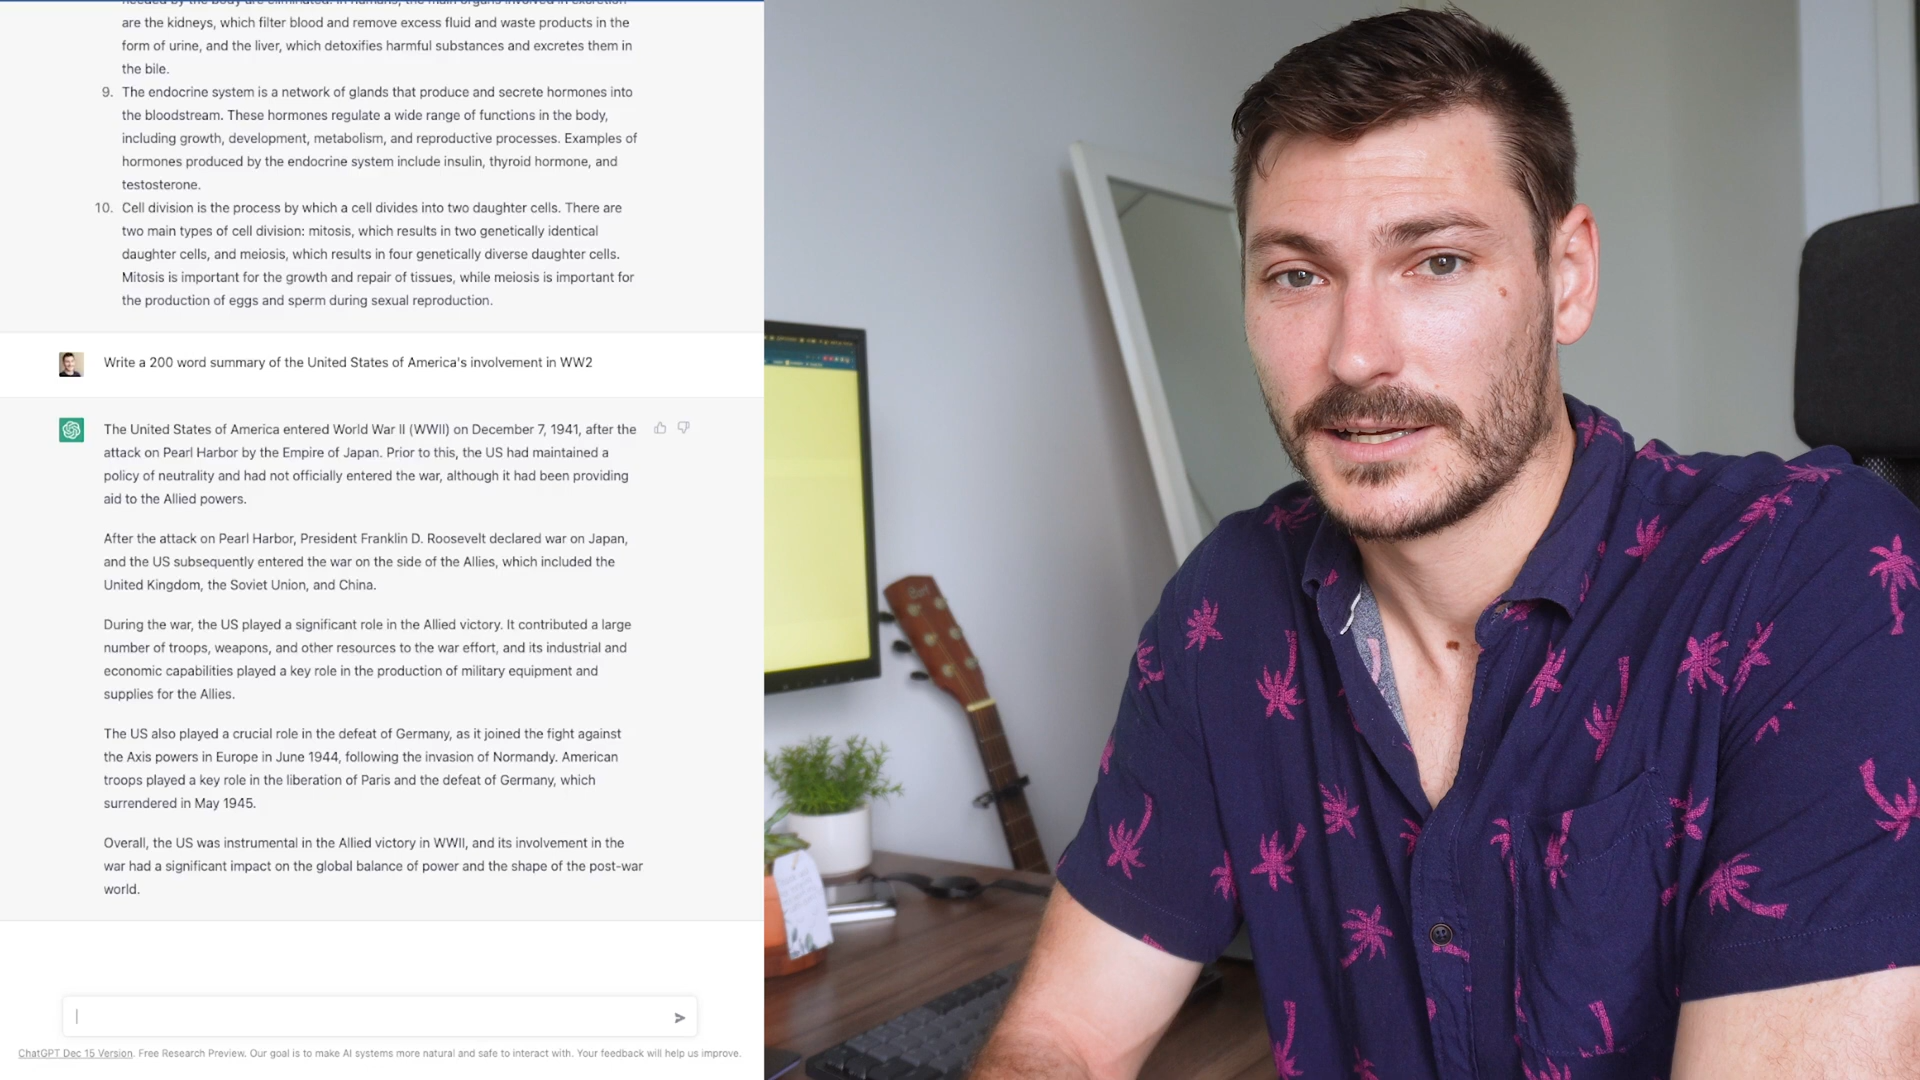 needed by the body are eliminated. In humans, the main organs involved in excretion
are the kidneys, which filter blood and remove excess fluid and waste products in the
form of urine, and the liver, which detoxifies harmful substances and excretes them in
the bile.
9. The endocrine system is a network of glands that produce and secrete hormones into
the bloodstream. These hormones regulate a wide range of functions in the body,
including growth, development, metabolism, and reproductive processes. Examples of
hormones produced by the endocrine system include insulin, thyroid hormone, and
testosterone.
10. Cell division is the process by which a cell divides into two daughter cells. There are
two main types of cell division: mitosis, which results in two genetically identical
daughter cells, and meiosis, which results in four genetically diverse daughter cells.
Mitosis is important for the growth and repair of tissues, while meiosis is important for
the production of eggs and sperm during sexual reproduction.
Write a 200 word summary of the United States of America's involvement in WW2
The United States of America entered World War II (WWII) on December 7, 1941, after the
attack on Pearl Harbor by the Empire of Japan. Prior to this, the US had maintained a
policy of neutrality and had not officially entered the war, although it had been providing
aid to the Allied powers.
After the attack on Pearl Harbor, President Franklin D. Roosevelt declared war on Japan,
and the US subsequently entered the war on the side of the Allies, which included the
United Kingdom, the Soviet Union, and China.
During the war, the US played a significant role in the Allied victory. It contributed a large
number of troops, weapons, and other resources to the war effort, and its industrial and
economic capabilities played a key role in the production of military equipment and
supplies for the Allies.
The US also played a crucial role in the defeat of Germany, as it joined the fight against
the Axis powers in Europe in June 1944, following the invasion of Normandy. American
troops played a key role in the liberation of Paris and the defeat of Germany, which
surrendered in May 1945.
Overall, the US was instrumental in the Allied victory in WWII, and its involvement in the
war had a significant impact on the global balance of power and the shape of the post-war
world.
ChatGPT Dec 15 Version. Free Research Preview. Our goal is to make AI systems more natural and safe to interact with. Your feedback will help us improve.